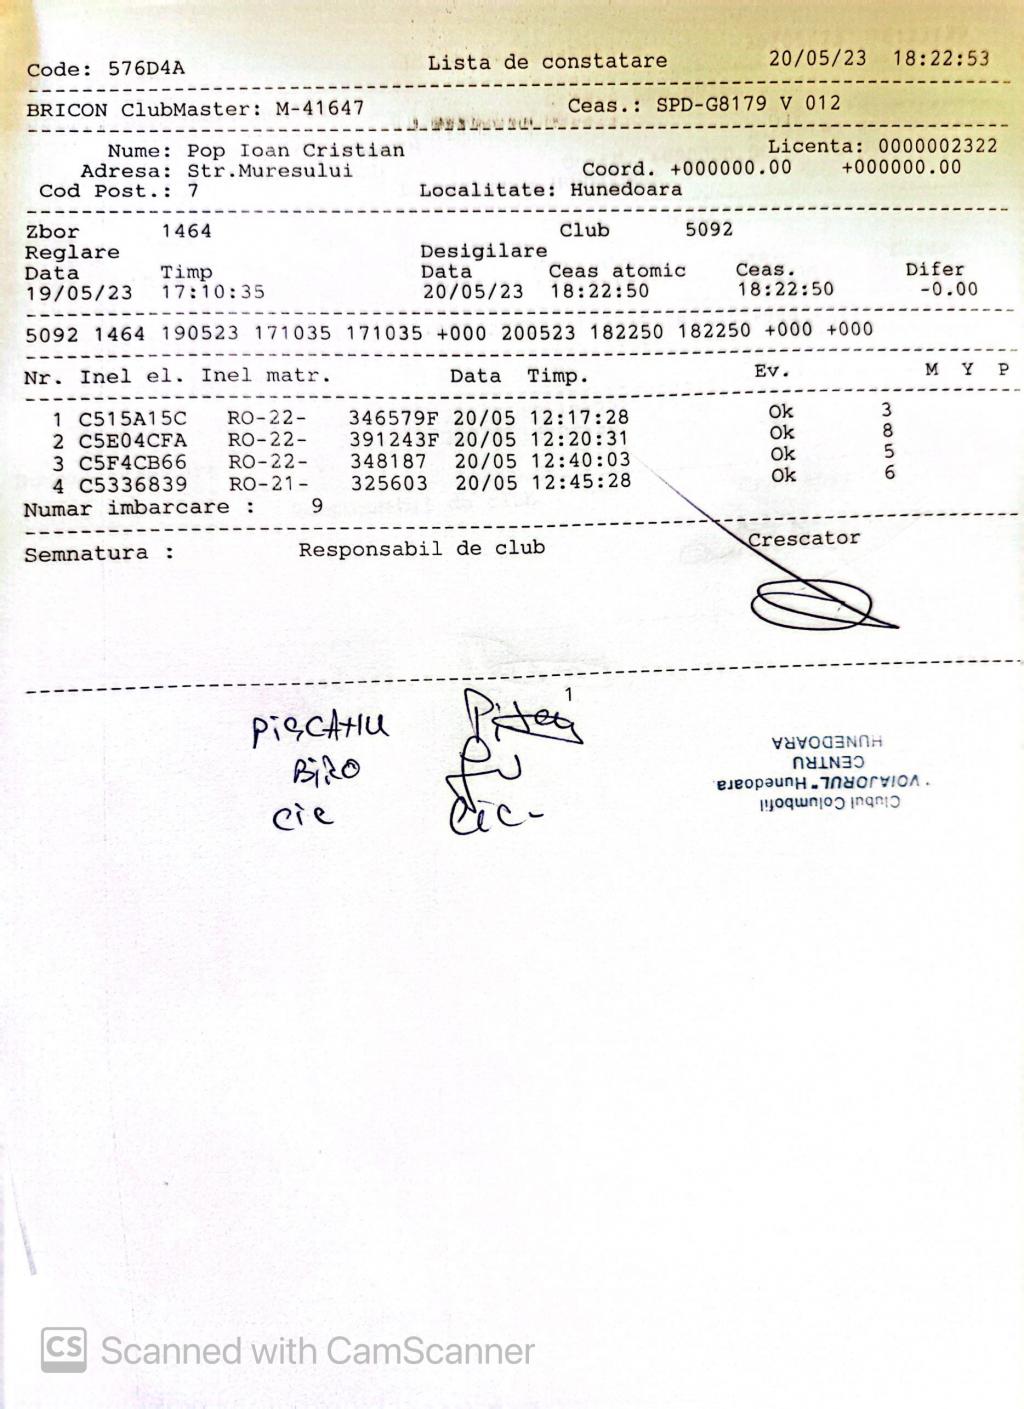 Code: 576D4A Lista de constatare 20/05/23 18:22:53
BRICON ClubMaster: M-41647 Ceas.: SPD-G8179 V 012
Nume: Pop Ioan Cristian Licenta: 0000002322
Adresa: Str.Muresului Coord. +000000.00 +000000.00
Cod Post.: 7 Localitate: Hunedoara
Zbor 1464 Club 5092
Reglare Desigilare
Data Timp Data Ceas atomic Ceas. Difer
19/05/23 17:10:35 20/05/23 18:22:50 18:22:50 -0.00
5092 1464 190523 171035 171035 +000 200523 182250 182250 +000 +000
Nr. Inel el. Inel matr. Data Timp. Ev. M Y P
1 C515A15C RO-22- 346579F 20/05 12:17:28 Ok 3
2 C5E04CFA RO-22- 391243F 20/05 12:20:31 Ok 8
3 C5F4CB66 RO-22- 348187 20/05 12:40:03 Ok 5
4 C5336839 RO-21- 325603 20/05 12:45:28 Ok 6
Numar imbarcare : 9
Semnatura : Responsabil de club Crescator
1
BIRO
CIC CIC-
Clubul Columbofil
"VOIAJORUL" Hunedoara
CENTRU
HUNEDOARA
CS Scanned with CamScanner